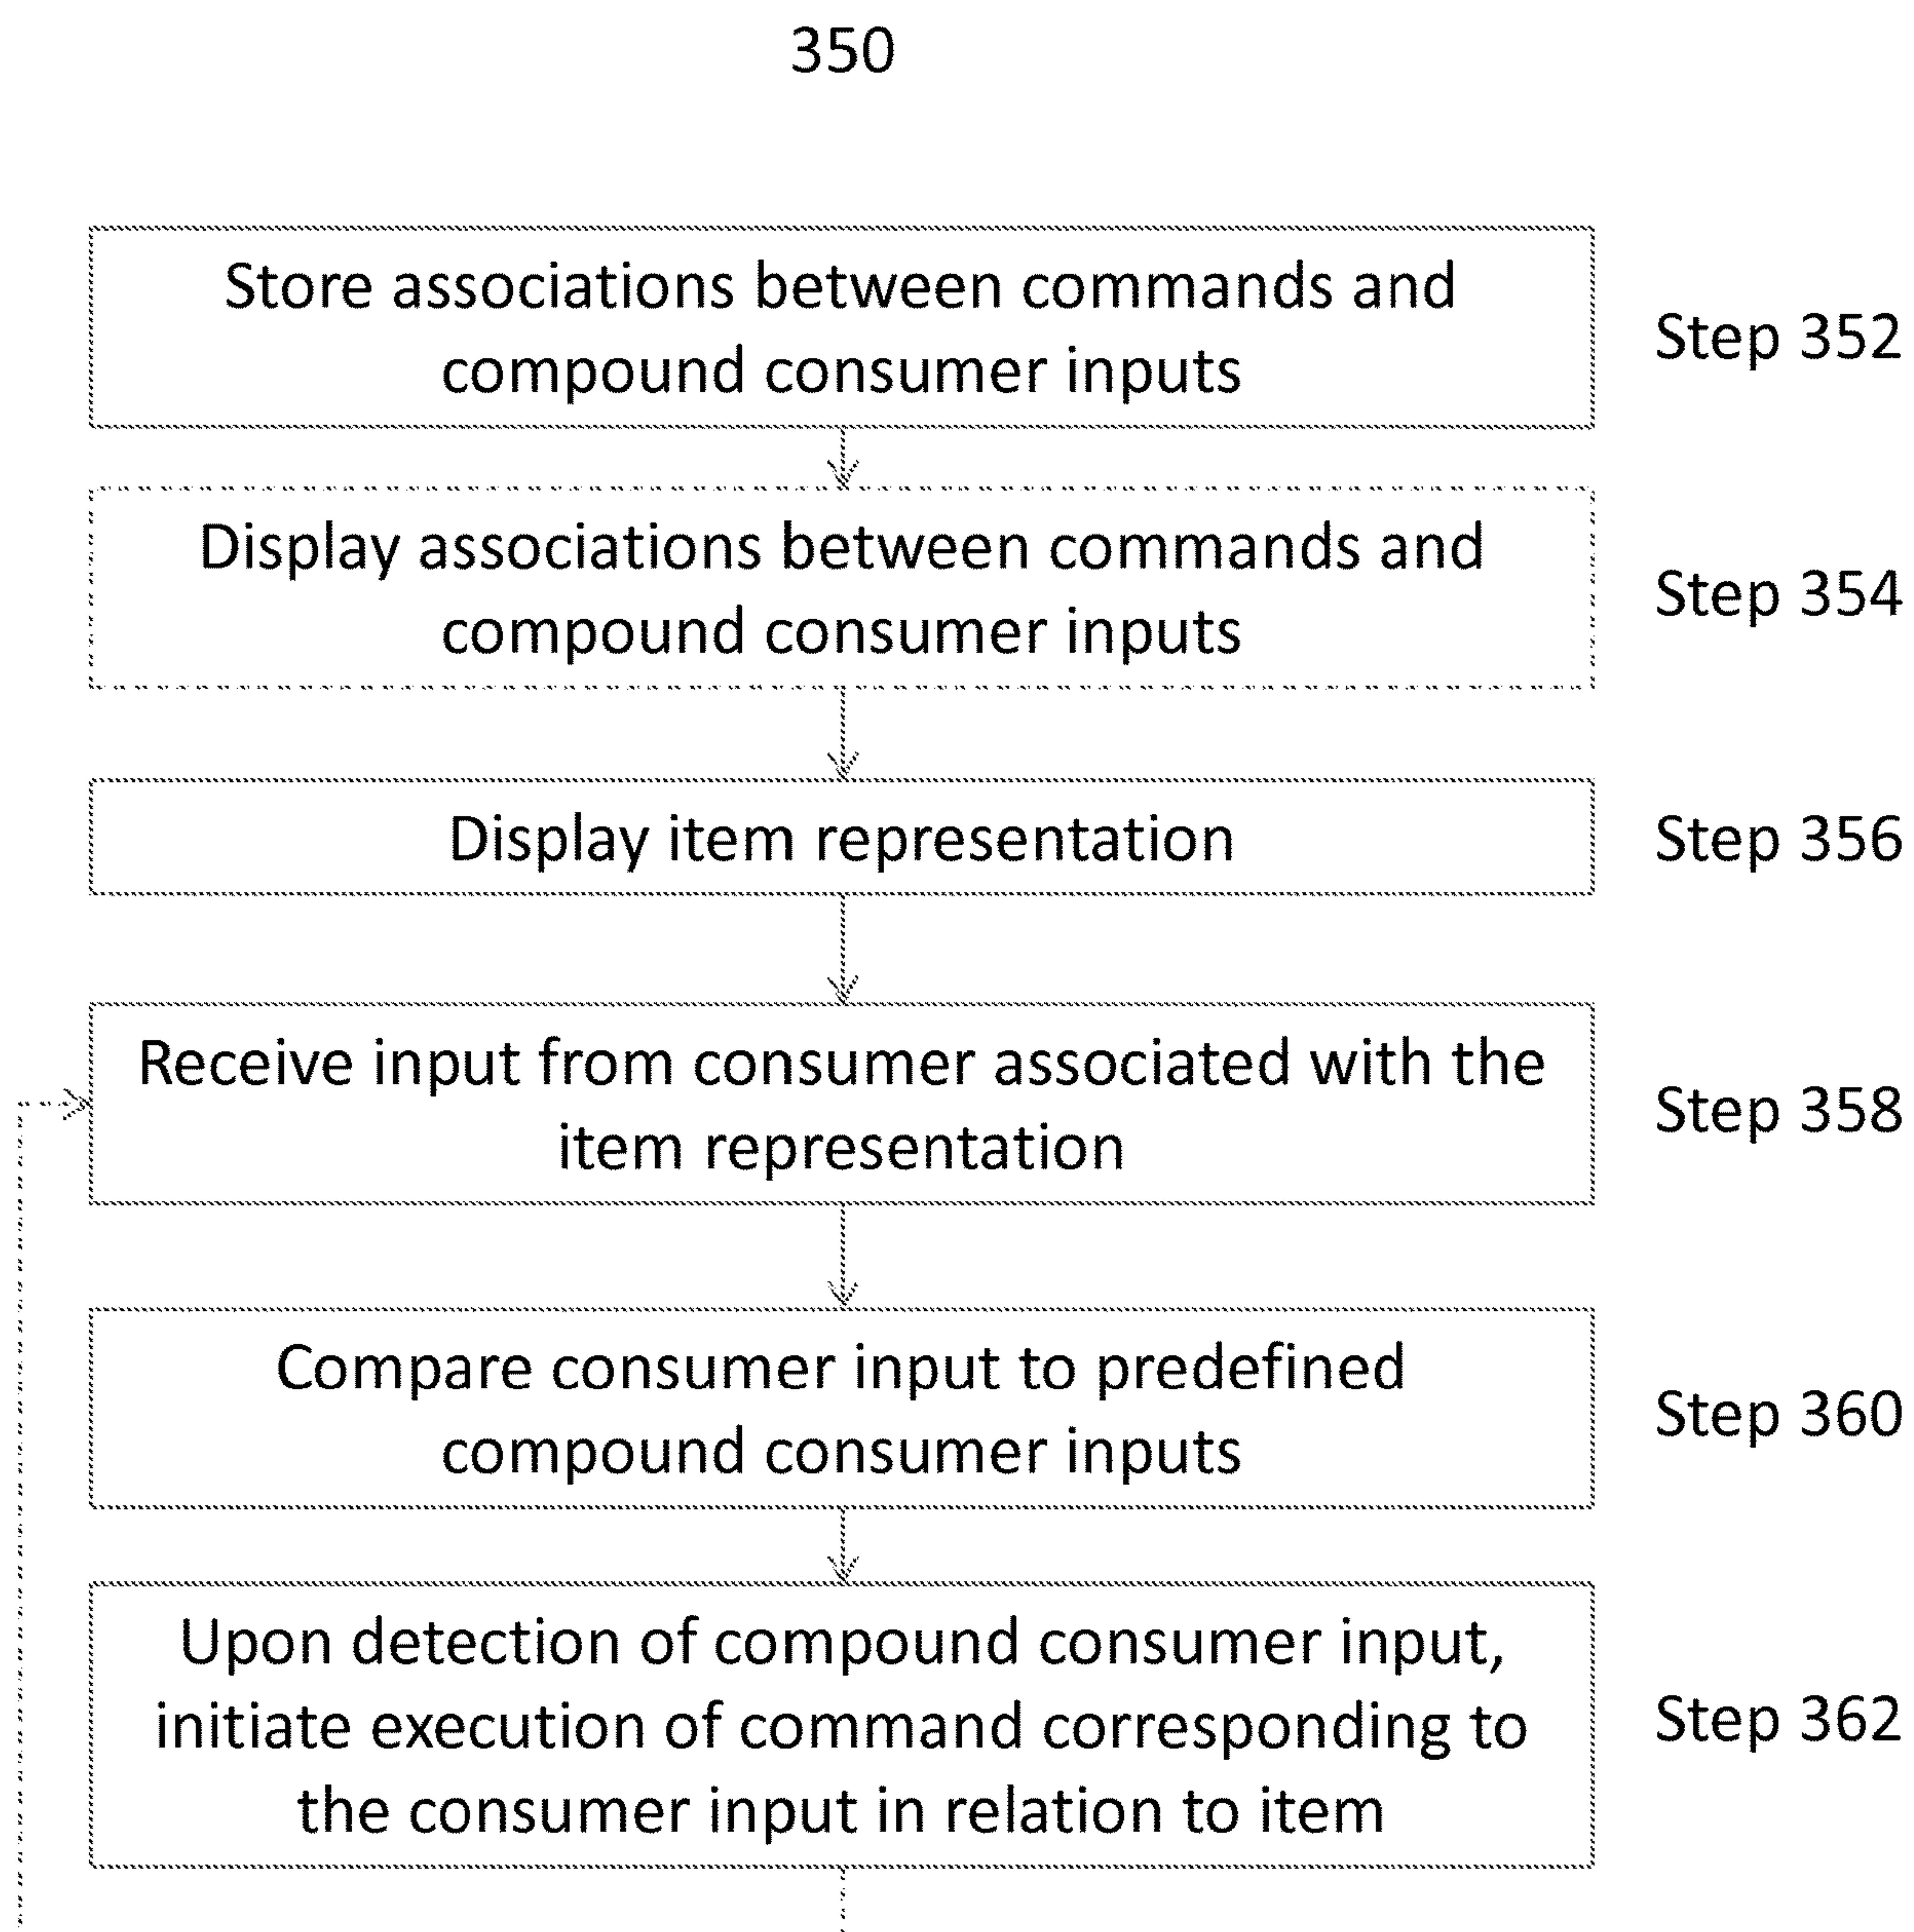 350
Store associations between commands and
compound consumer inputs
Step 352
Display associations between commands and
compound consumer inputs
Step 354
Display item representation
Step 356
Receive input from consumer associated with the
item representation
Step 358
Compare consumer input to predefined
compound consumer inputs
Step 360
Upon detection of compound consumer input,
initiate execution of command corresponding to
the consumer input in relation to item
Step 362